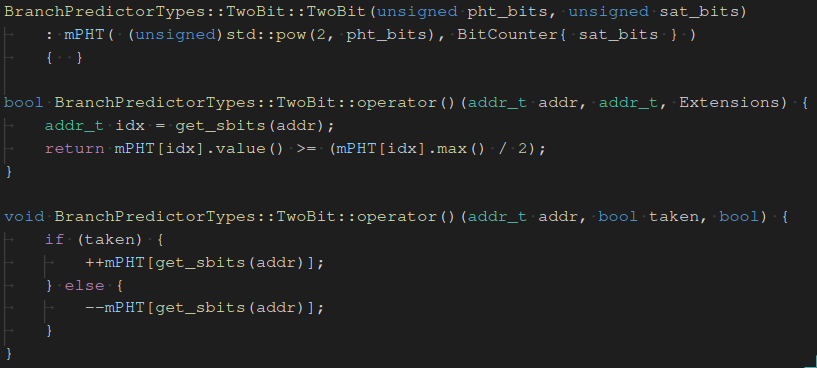 BranchPredictorTypes::TwoBit::TwoBit(unsigned pht_bits, unsigned sat_bits)
    : mPHT( (unsigned)std::pow(2, pht_bits), BitCounter{ sat_bits } )
    {  }

bool BranchPredictorTypes::TwoBit::operator()(addr_t addr, addr_t, Extensions) {
    addr_t idx = get_sbits(addr);
    return mPHT[idx].value() >= (mPHT[idx].max() / 2);
}

void BranchPredictorTypes::TwoBit::operator()(addr_t addr, bool taken, bool) {
    if (taken) {
        ++mPHT[get_sbits(addr)];
    } else {
        --mPHT[get_sbits(addr)];
    }
}